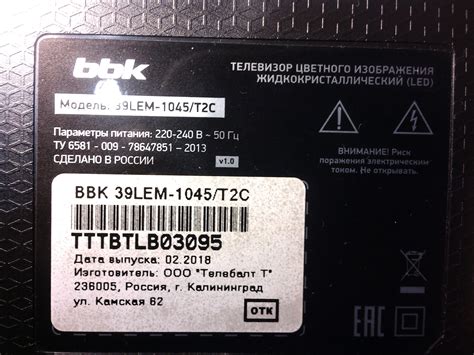 bbk
ТЕЛЕВИЗОР ЦВЕТНОГО ИЗОБРАЖЕНИЯ
ЖИДКОКРИСТАЛЛИЧЕСКИЙ (LED)
Модель: 39LEM-1045/T2C
Параметры питания: 220-240 В ~ 50 Гц
ТУ 6581 - 009 - 78647851 - 2013
СДЕЛАНО В РОССИИ
v1.0
ВНИМАНИЕ! Риск
поражения электрическим
током. Не открывать.
BBK 39LEM-1045/T2C
TTTBTLB03095
Дата выпуска: 02.2018
Изготовитель: ООО "Телебалт Т"
236005, Россия, г. Калининград
ул. Камская 62
ОТК
EAC